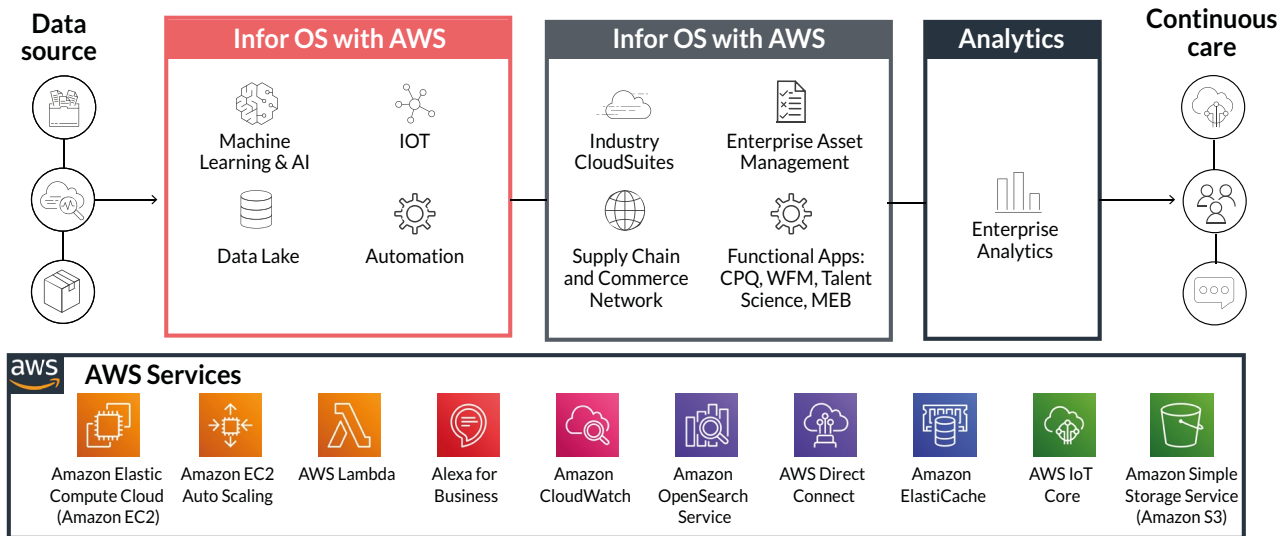 Data
source
Infor OS with AWS
Machine
Learning & AI
IOT
Data Lake
Automation
Infor OS with AWS
Industry
CloudSuites
Enterprise Asset
Management
Supply Chain
and Commerce
Network
Functional Apps:
CPQ, WFM, Talent
Science, MEB
Analytics
Enterprise
Analytics
Continuous
care
aws
AWS Services
Amazon Elastic
Compute Cloud
(Amazon EC2)
Amazon EC2
Auto Scaling
AWS Lambda
Alexa for
Business
Amazon
CloudWatch
Amazon
OpenSearch
Service
AWS Direct
Connect
Amazon
ElastiCache
AWS IoT
Core
Amazon Simple
Storage Service
(Amazon S3)